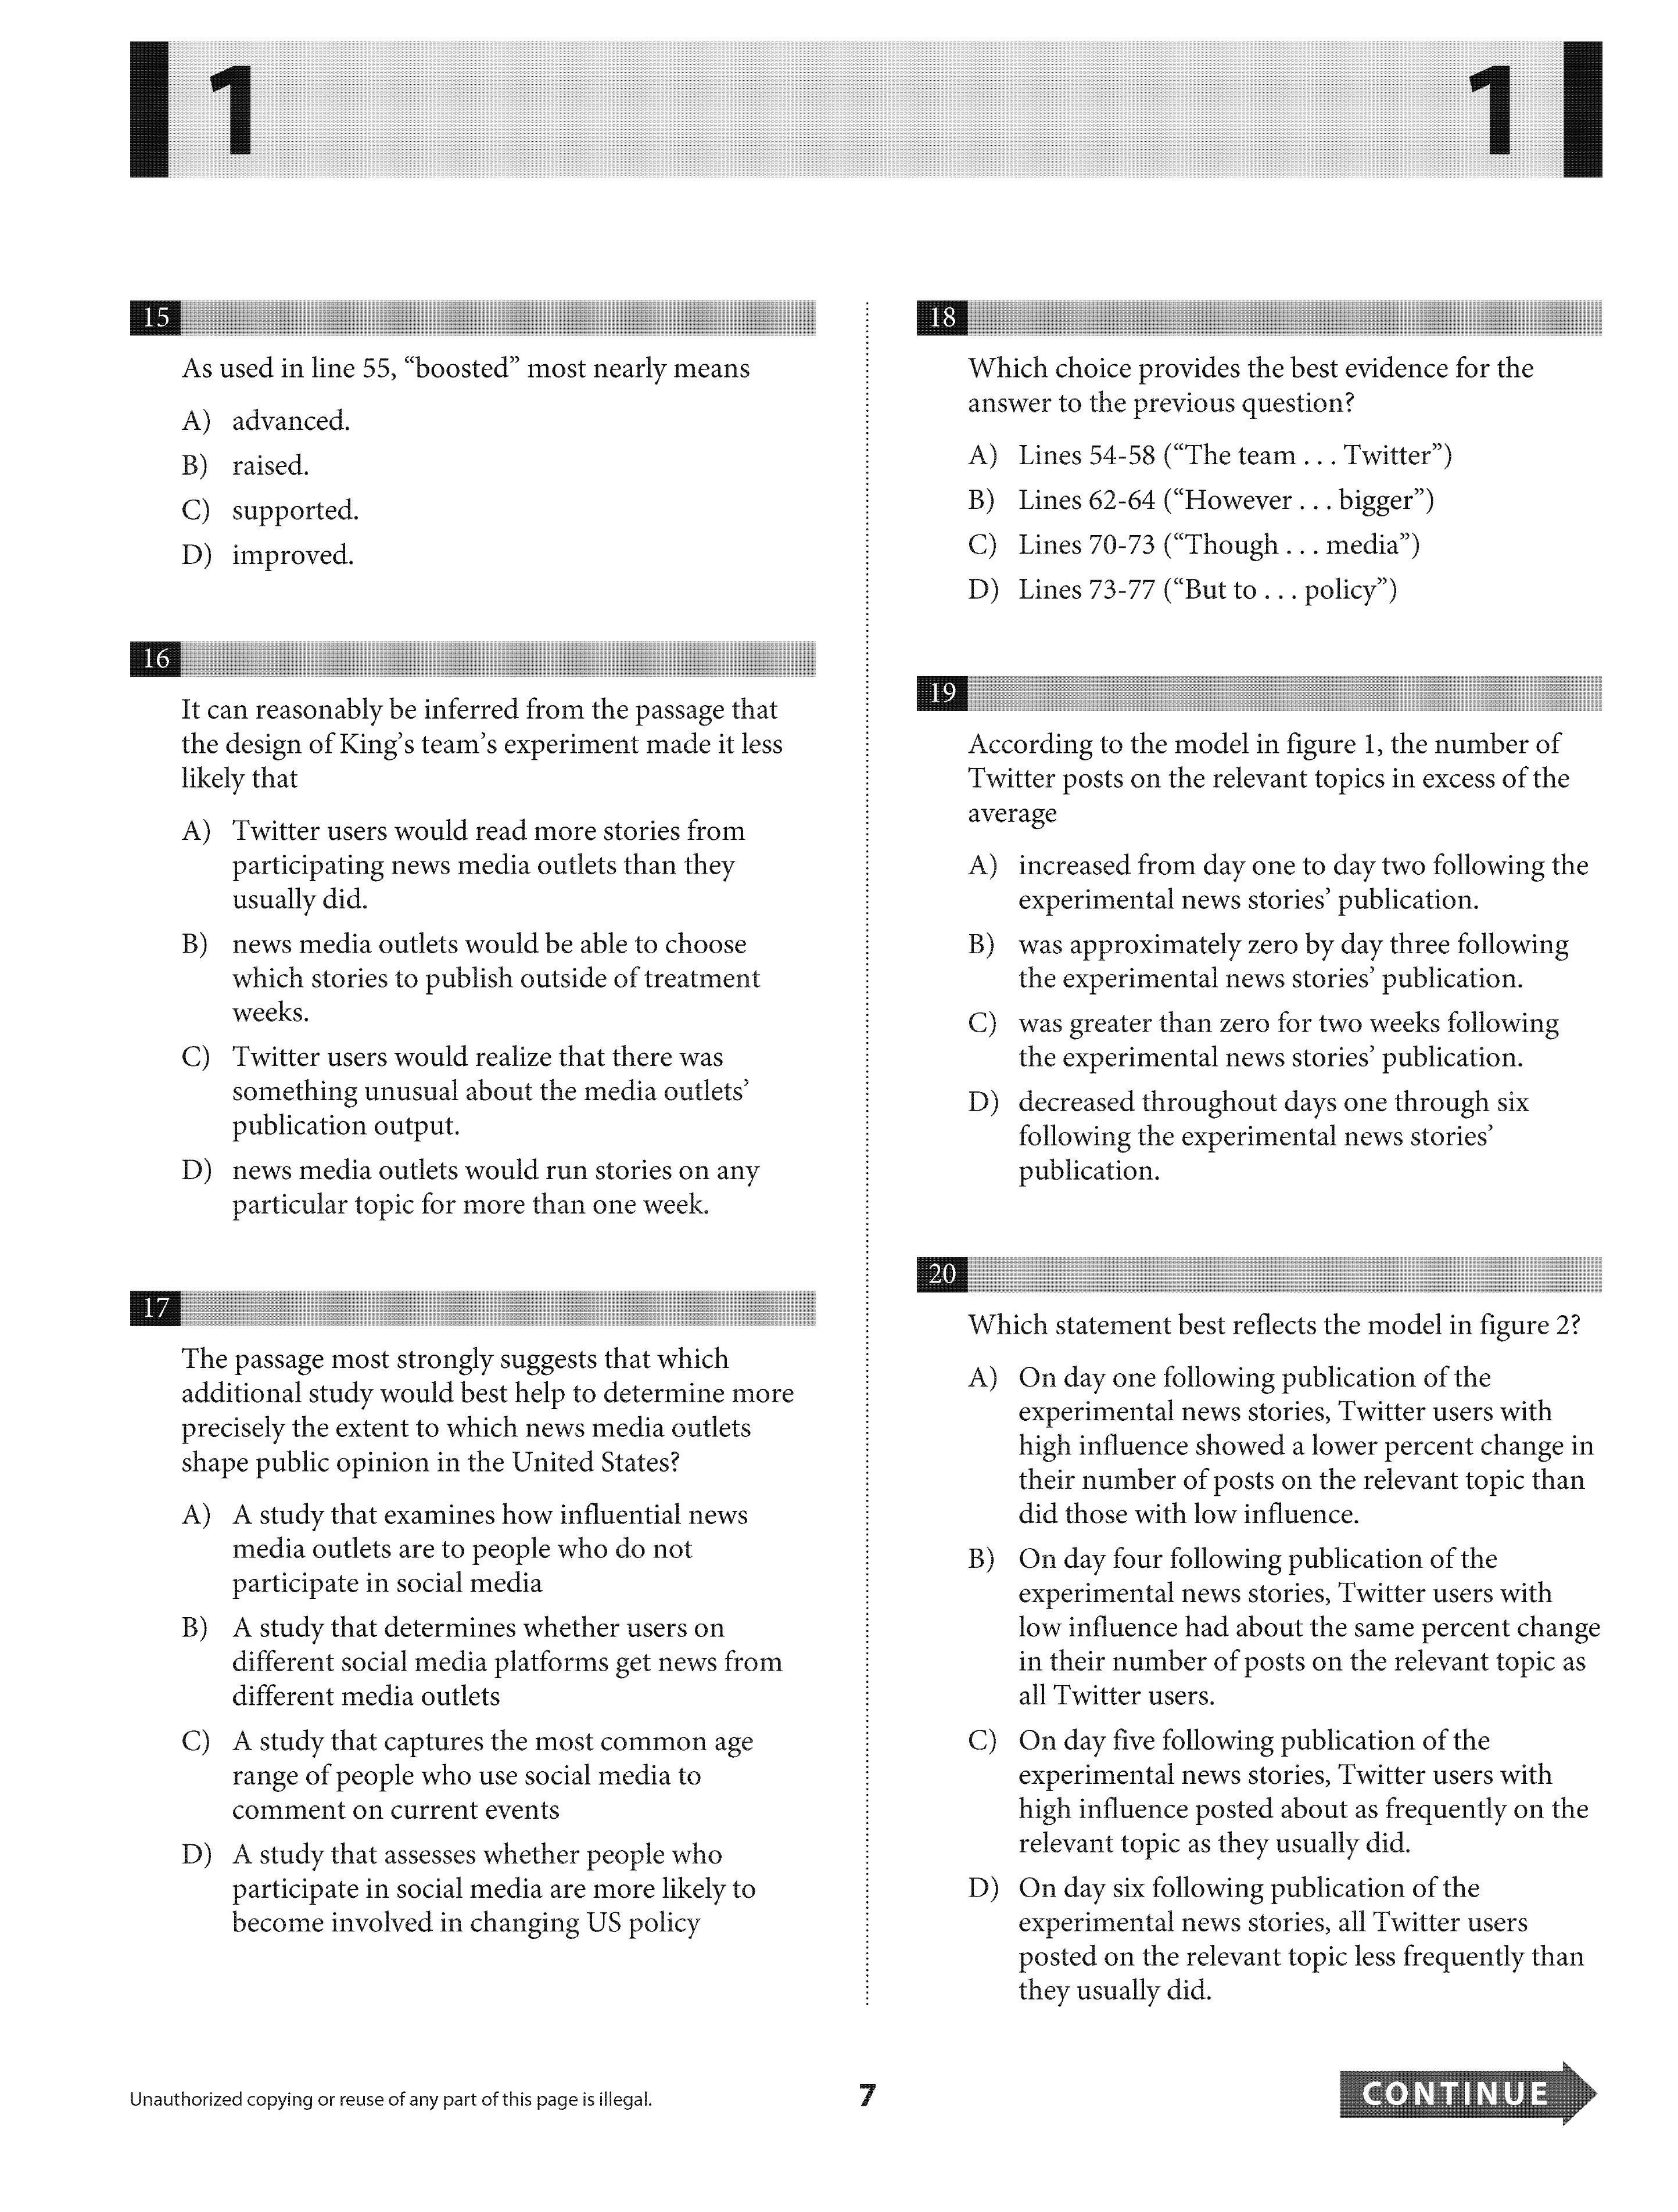 1
1
15
As used in line 55, “boosted” most nearly means
A) advanced.
B) raised.
C) supported.
D) improved.
16
It can reasonably be inferred from the passage that
the design of King’s team’s experiment made it less
likely that
A) Twitter users would read more stories from
participating news media outlets than they
usually did.
B) news media outlets would be able to choose
which stories to publish outside of treatment
weeks.
C) Twitter users would realize that there was
something unusual about the media outlets’
publication output.
D) news media outlets would run stories on any
particular topic for more than one week.
17
The passage most strongly suggests that which
additional study would best help to determine more
precisely the extent to which news media outlets
shape public opinion in the United States?
A) A study that examines how influential news
media outlets are to people who do not
participate in social media
B) A study that determines whether users on
different social media platforms get news from
different media outlets
C) A study that captures the most common age
range of people who use social media to
comment on current events
D) A study that assesses whether people who
participate in social media are more likely to
become involved in changing US policy
18
Which choice provides the best evidence for the
answer to the previous question?
A) Lines 54-58 (“The team . . . Twitter”)
B) Lines 62-64 (“However . . . bigger”)
C) Lines 70-73 (“Though . . . media”)
D) Lines 73-77 (“But to . . . policy”)
19
According to the model in figure 1, the number of
Twitter posts on the relevant topics in excess of the
average
A) increased from day one to day two following the
experimental news stories’ publication.
B) was approximately zero by day three following
the experimental news stories’ publication.
C) was greater than zero for two weeks following
the experimental news stories’ publication.
D) decreased throughout days one through six
following the experimental news stories’
publication.
20
Which statement best reflects the model in figure 2?
A) On day one following publication of the
experimental news stories, Twitter users with
high influence showed a lower percent change in
their number of posts on the relevant topic than
did those with low influence.
B) On day four following publication of the
experimental news stories, Twitter users with
low influence had about the same percent change
in their number of posts on the relevant topic as
all Twitter users.
C) On day five following publication of the
experimental news stories, Twitter users with
high influence posted about as frequently on the
relevant topic as they usually did.
D) On day six following publication of the
experimental news stories, all Twitter users
posted on the relevant topic less frequently than
they usually did.
Unauthorized copying or reuse of any part of this page is illegal.
7
CONTINUE